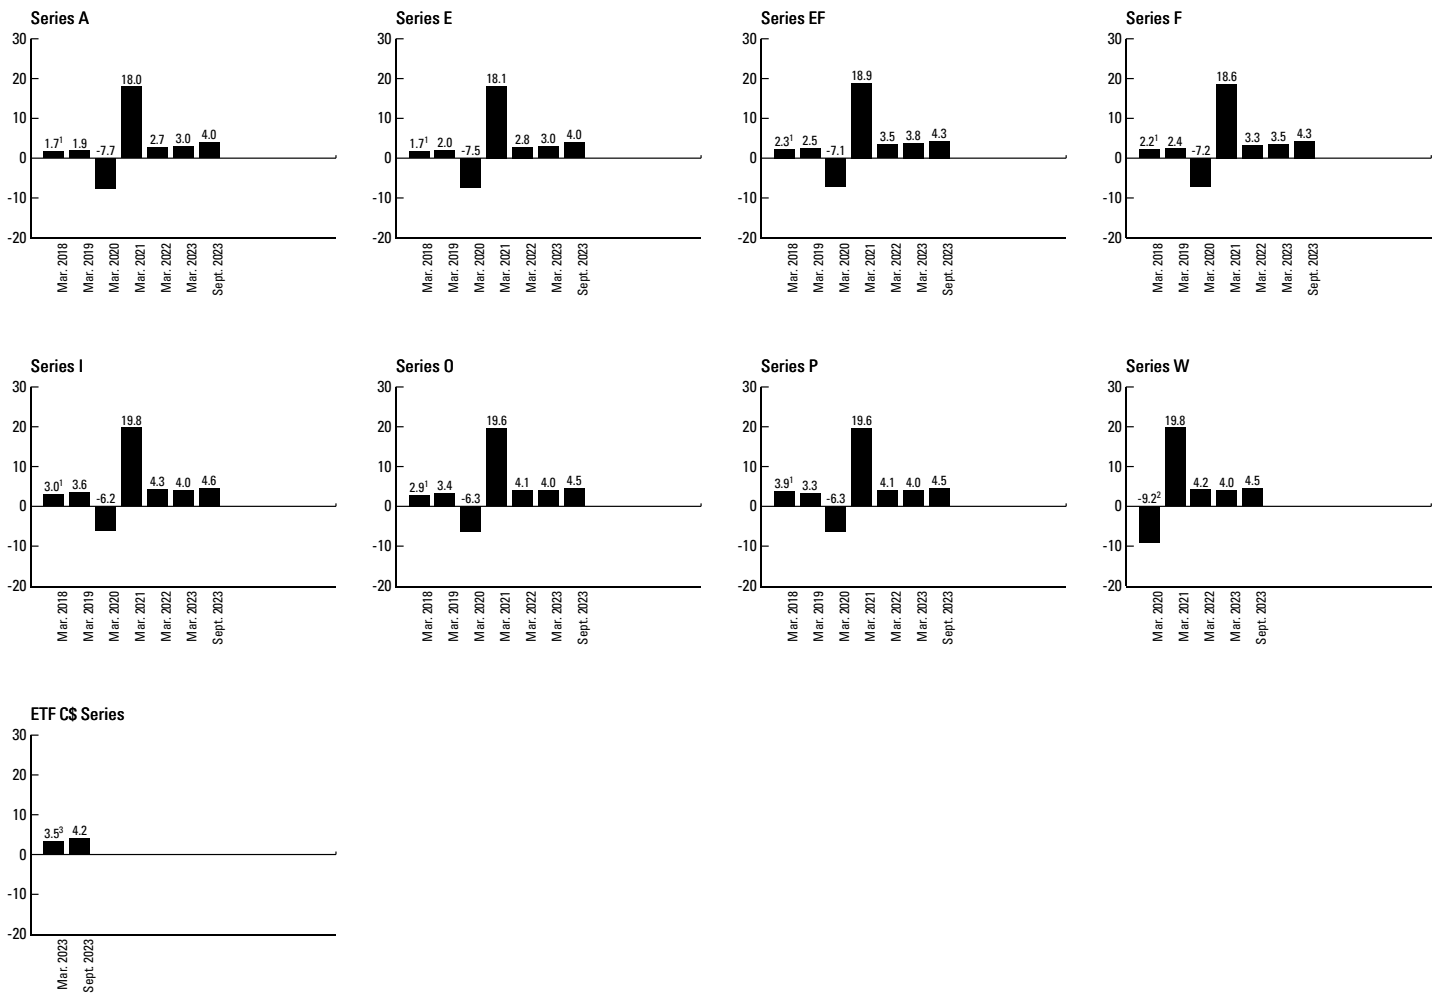 Series A
30
20
10
0
-10
-20
1.7¹ 1.9 -7.7 18.0 2.7 3.0 4.0
Mar. 2018
Mar. 2019
Mar. 2020
Mar. 2021
Mar. 2022
Mar. 2023
Sept. 2023
Series E
30
20
10
0
-10
-20
1.7¹ 2.0 -7.5 18.1 2.8 3.0 4.0
Mar. 2018
Mar. 2019
Mar. 2020
Mar. 2021
Mar. 2022
Mar. 2023
Sept. 2023
Series EF
30
20
10
0
-10
-20
2.3¹ 2.5 -7.1 18.9 3.5 3.8 4.3
Mar. 2018
Mar. 2019
Mar. 2020
Mar. 2021
Mar. 2022
Mar. 2023
Sept. 2023
Series F
30
20
10
0
-10
-20
2.2¹ 2.4 -7.2 18.6 3.3 3.5 4.3
Mar. 2018
Mar. 2019
Mar. 2020
Mar. 2021
Mar. 2022
Mar. 2023
Sept. 2023
Series I
30
20
10
0
-10
-20
3.0¹ 3.6 -6.2 19.8 4.3 4.0 4.6
Mar. 2018
Mar. 2019
Mar. 2020
Mar. 2021
Mar. 2022
Mar. 2023
Sept. 2023
Series O
30
20
10
0
-10
-20
2.9¹ 3.4 -6.3 19.6 4.1 4.0 4.5
Mar. 2018
Mar. 2019
Mar. 2020
Mar. 2021
Mar. 2022
Mar. 2023
Sept. 2023
Series P
30
20
10
0
-10
-20
3.9¹ 3.3 -6.3 19.6 4.1 4.0 4.5
Mar. 2018
Mar. 2019
Mar. 2020
Mar. 2021
Mar. 2022
Mar. 2023
Sept. 2023
Series W
30
20
10
0
-10
-20
-9.2² 19.8 4.2 4.0 4.5
Mar. 2020
Mar. 2021
Mar. 2022
Mar. 2023
Sept. 2023
ETF C$ Series
30
20
10
0
-10
-20
3.5³ 4.2
Mar. 2023
Sept. 2023